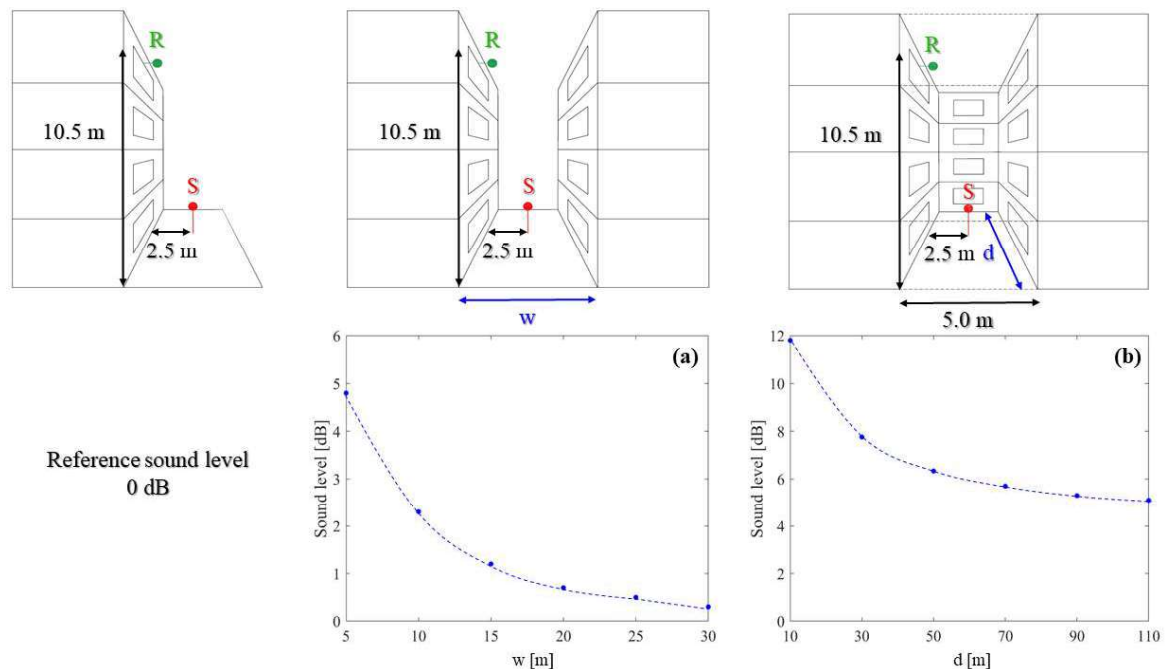 R
10.5 m
S
2.5 m
R
10.5 m
S
2.5 m
w
R
10.5 m
S
2.5 m
d
5.0 m
Reference sound level
0 dB
(a)
Sound level [dB]
6
5
4
3
2
1
0
5 10 15 20 25 30
w [m]
(b)
Sound level [dB]
12
10
8
6
4
2
0
10 30 50 70 90 110
d [m]